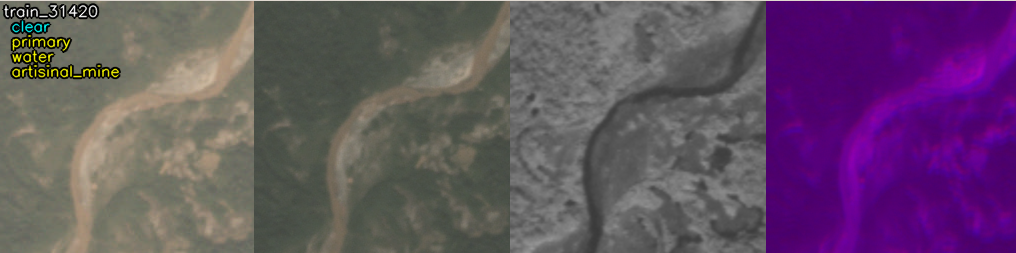 train_31420
clear
primary
water
artisinal_mine